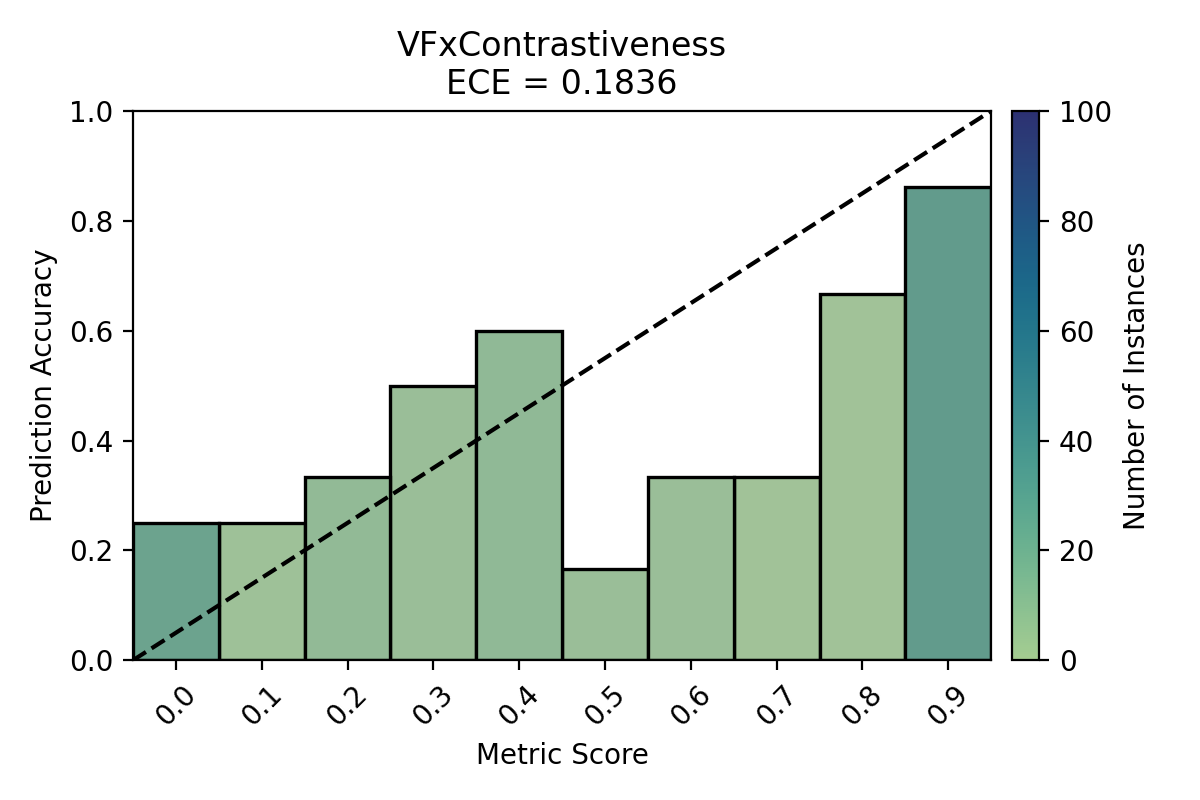 VFxContrastiveness
ECE = 0.1836
1.0
0.8
0.6
0.4
0.2
0.0
Prediction Accuracy
0.0 0.1 0.2 0.3 0.4 0.5 0.6 0.7 0.8 0.9
Metric Score
100
80
60
40
20
0
Number of Instances